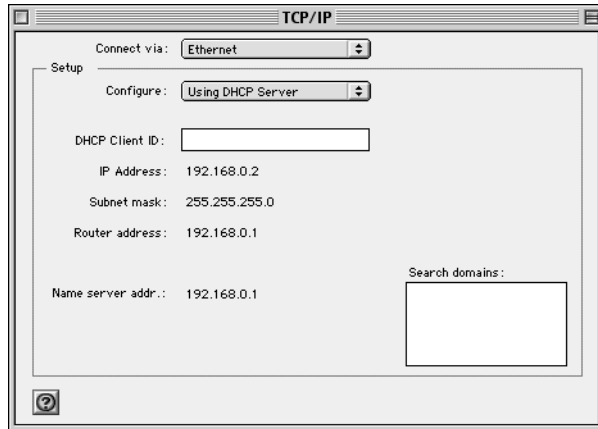 TCP/IP
Connect via: Ethernet
Setup
Configure: Using DHCP Server
DHCP Client ID:
IP Address: 192.168.0.2
Subnet mask: 255.255.255.0
Router address: 192.168.0.1
Search domains:
Name server addr.: 192.168.0.1
?